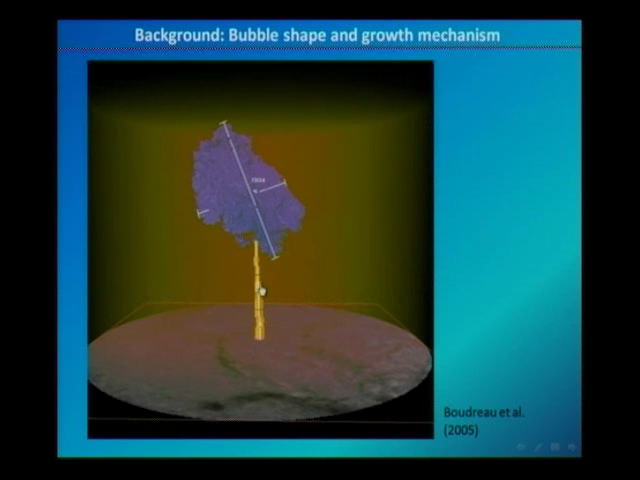 Background: Bubble shape and growth mechanism
Boudreau et al.
(2005)